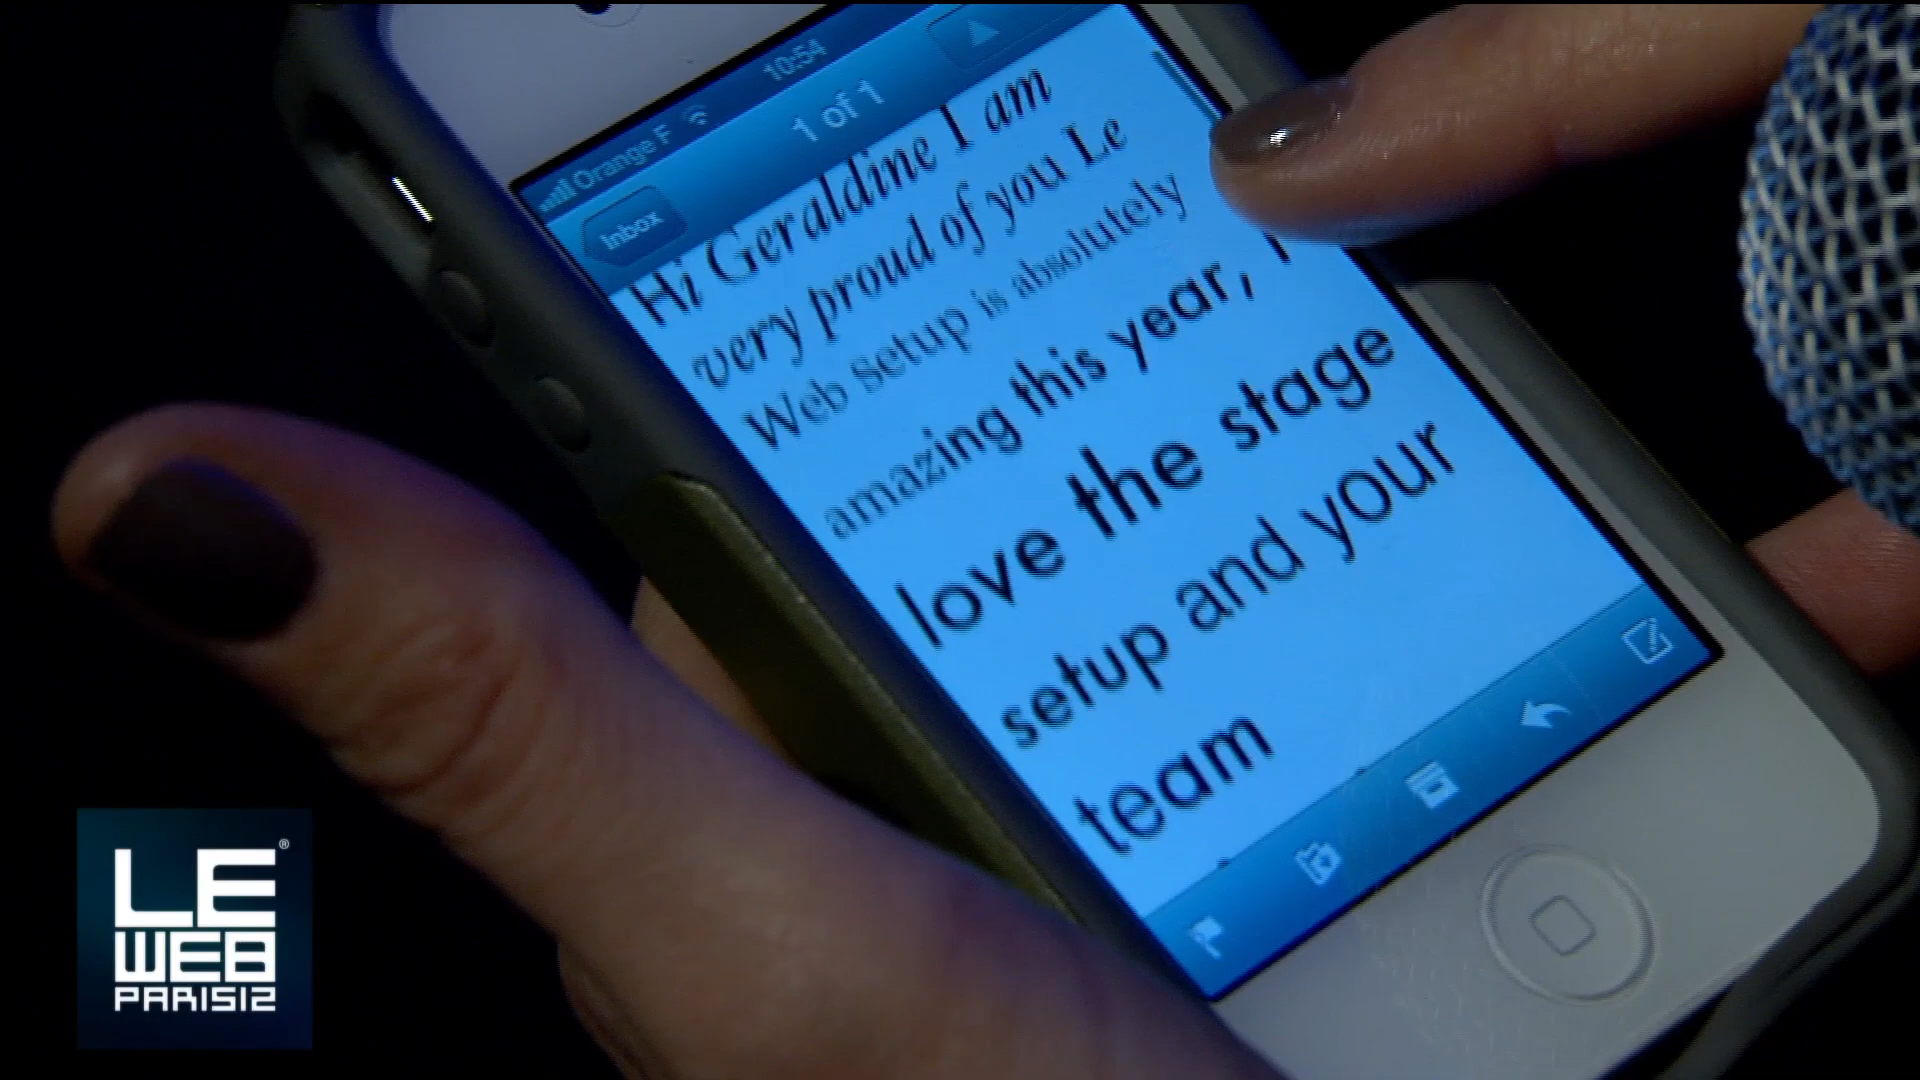 Orange F 10:54
Inbox 1 of 1
Hi Geraldine I am
very proud of you Le
Web setup is absolutely
amazing this year, I
love the stage
setup and your
team
LE
WEB
PARIS12
®